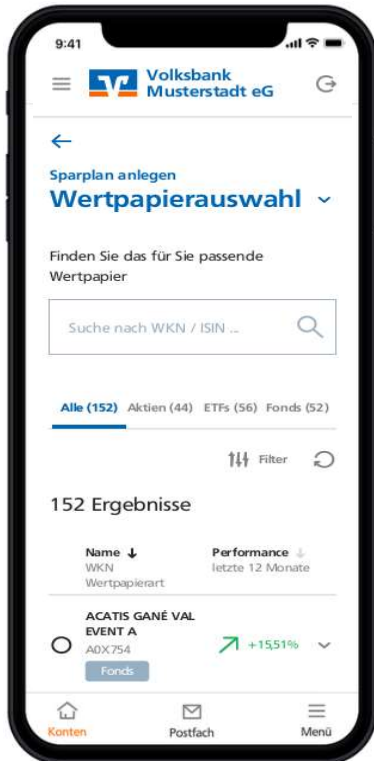 9:41
Volksbank
Musterstadt eG
Sparplan anlegen
Wertpapierauswahl
Finden Sie das für Sie passende
Wertpapier
Suche nach WKN / ISIN ...
Alle (152) Aktien (44) ETFs (56) Fonds (52)
Filter
152 Ergebnisse
Name ↓ Performance ↓
WKN letzte 12 Monate
Wertpapierart
ACATIS GANÉ VAL
EVENT A
A0X754 +15,51%
Fonds
Konten Postfach Menü